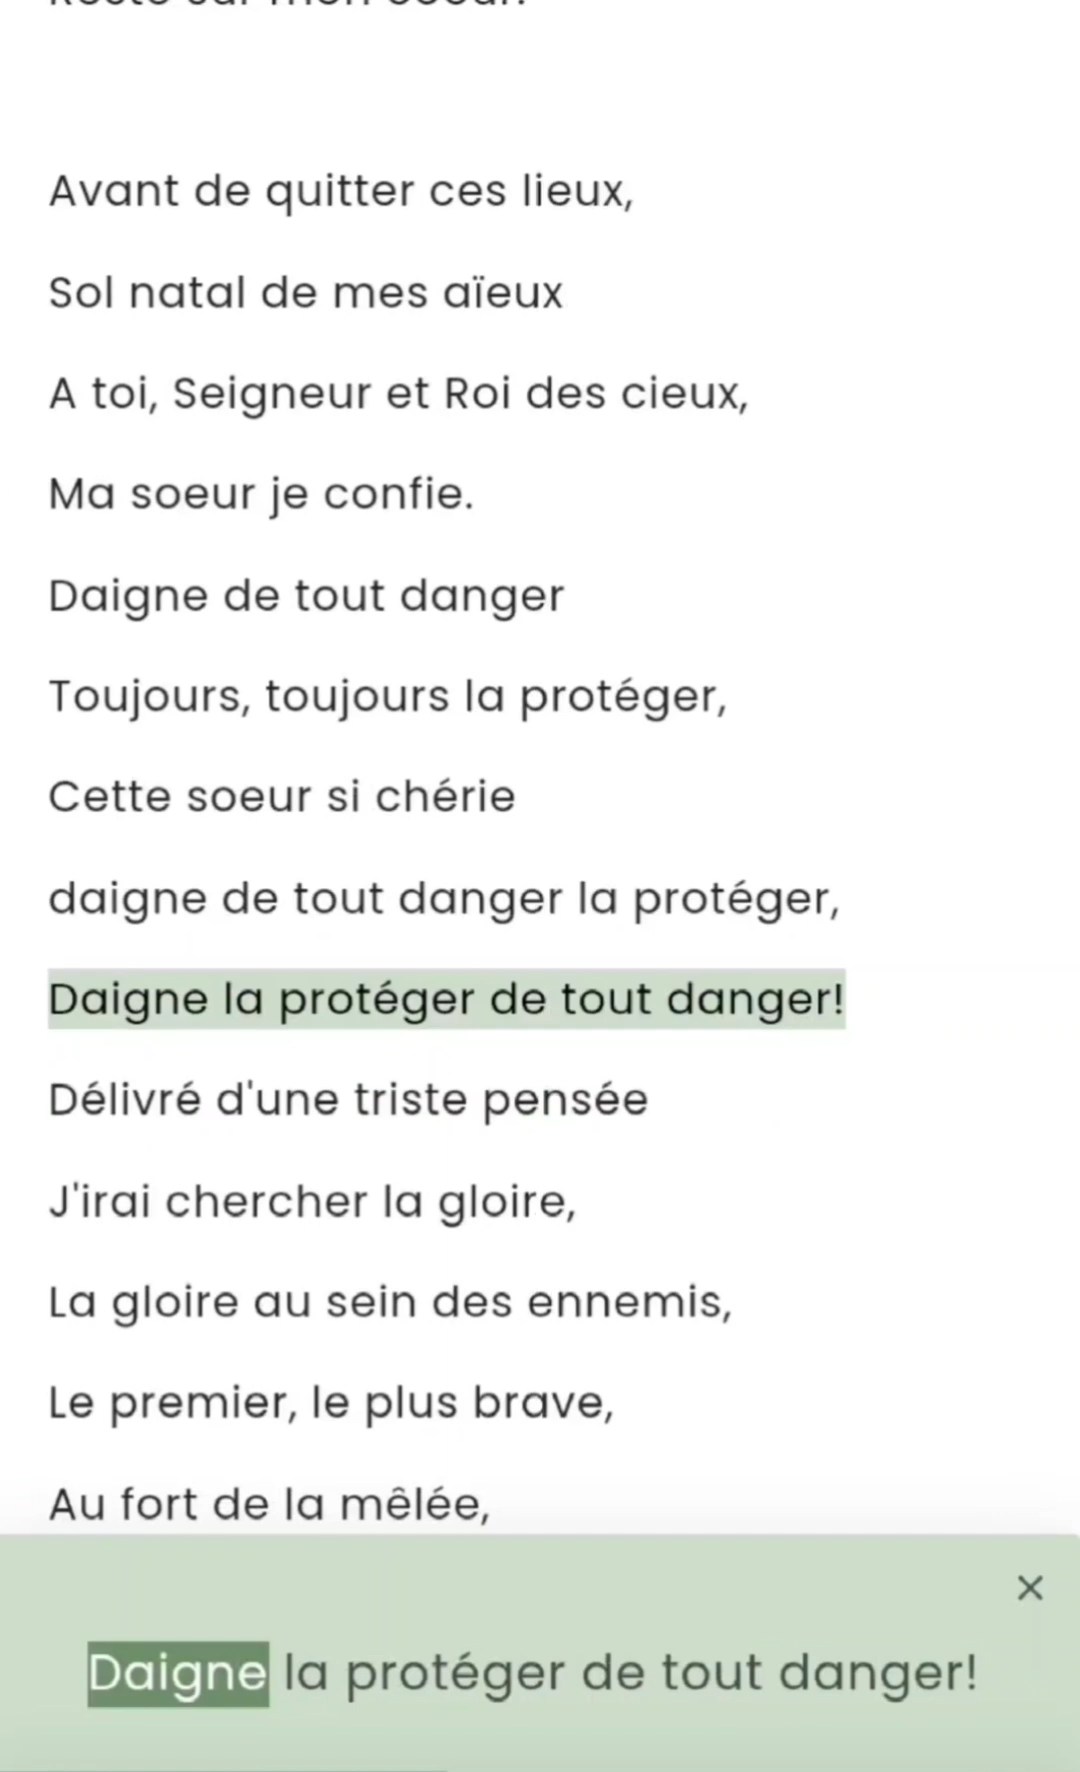 Avant de quitter ces lieux,
Sol natal de mes aïeux
A toi, Seigneur et Roi des cieux,
Ma soeur je confie.
Daigne de tout danger
Toujours, toujours la protéger,
Cette soeur si chérie
daigne de tout danger la protéger,
Daigne la protéger de tout danger!
Délivré d'une triste pensée
J'irai chercher la gloire,
La gloire au sein des ennemis,
Le premier, le plus brave,
Au fort de la mêlée,
Daigne la protéger de tout danger!